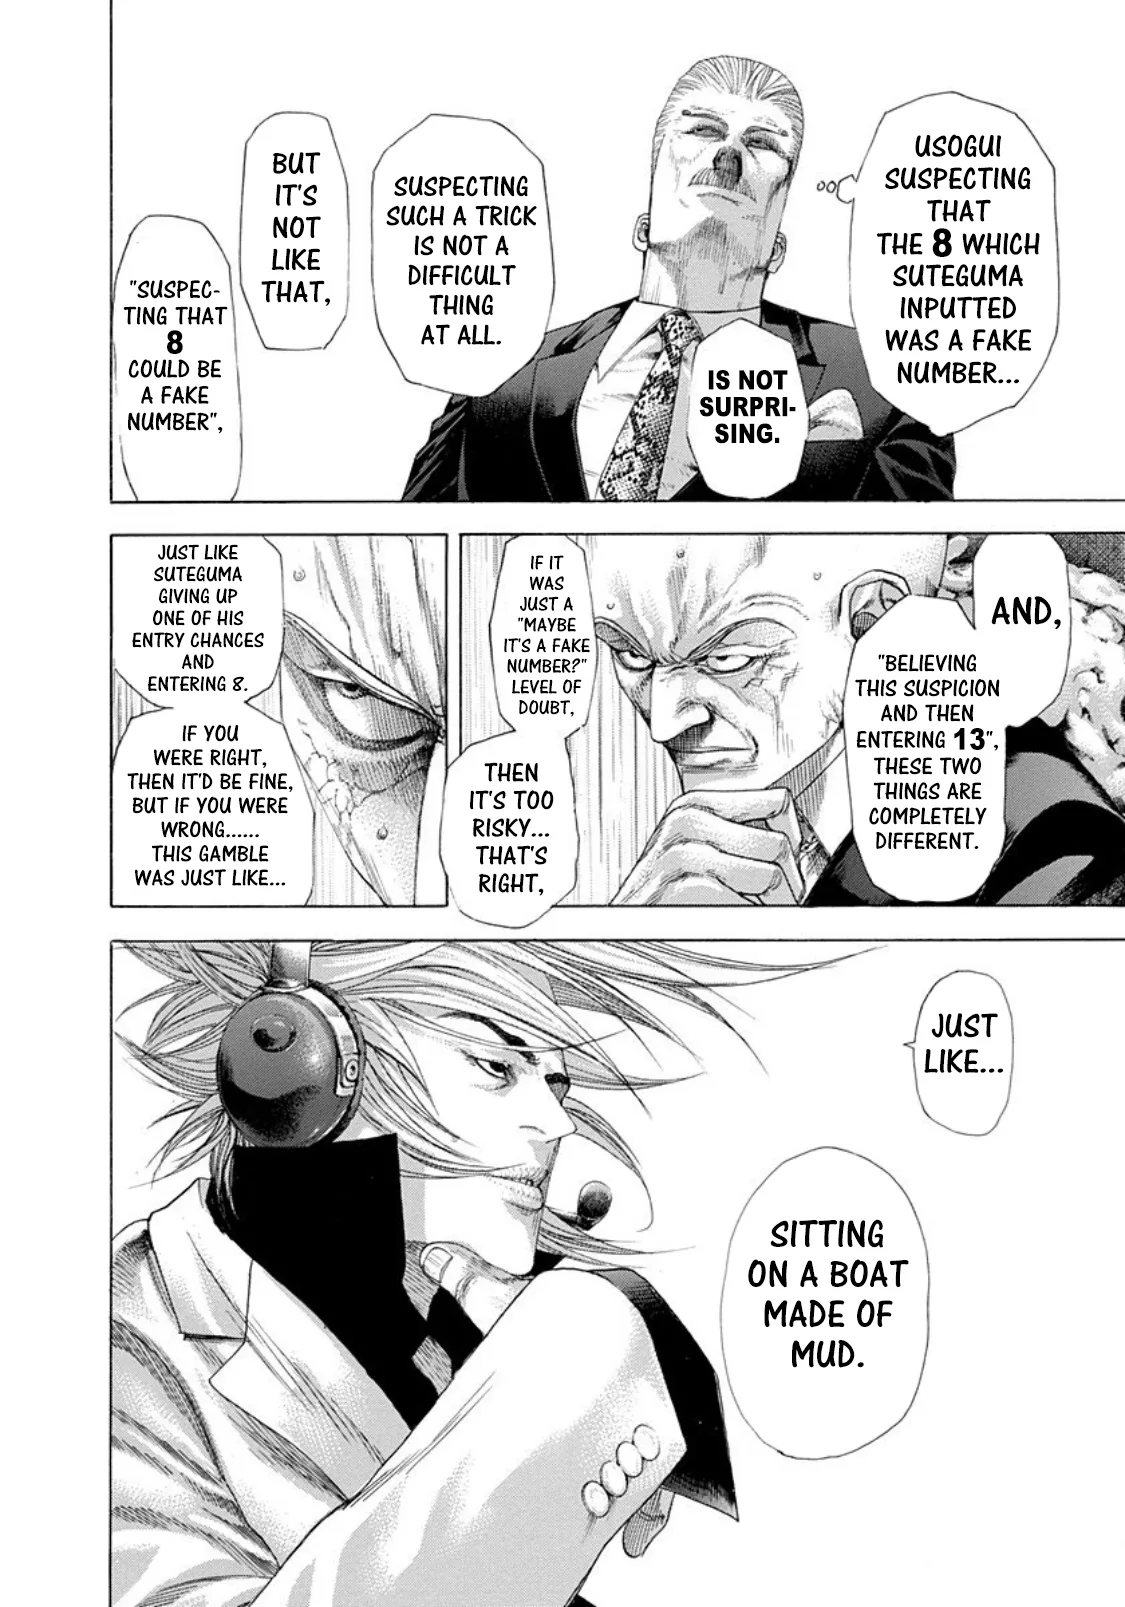 USOGUI
SUSPECTING
THAT
THE 8 WHICH
SUTEGUMA
INPUTTED
WAS A FAKE
NUMBER...
IS NOT
SURPRI-
SING.
SUSPECTING
SUCH A TRICK
IS NOT A
DIFFICULT
THING
AT ALL.
BUT
IT'S
NOT
LIKE
THAT,
"SUSPEC-
TING THAT
8
COULD BE
A FAKE
NUMBER",
AND,
"BELIEVING
THIS SUSPICION
AND THEN
ENTERING 13",
THESE TWO
THINGS ARE
COMPLETELY
DIFFERENT.
IF IT
WAS
JUST A
"MAYBE
IT'S A FAKE
NUMBER?"
LEVEL OF
DOUBT,
THEN
IT'S TOO
RISKY...
THAT'S
RIGHT,
JUST LIKE
SUTEGUMA
GIVING UP
ONE OF HIS
ENTRY CHANCES
AND
ENTERING 8.
IF YOU
WERE RIGHT,
THEN IT'D BE FINE,
BUT IF YOU WERE
WRONG......
THIS GAMBLE
WAS JUST LIKE...
JUST
LIKE...
SITTING
ON A BOAT
MADE OF
MUD.